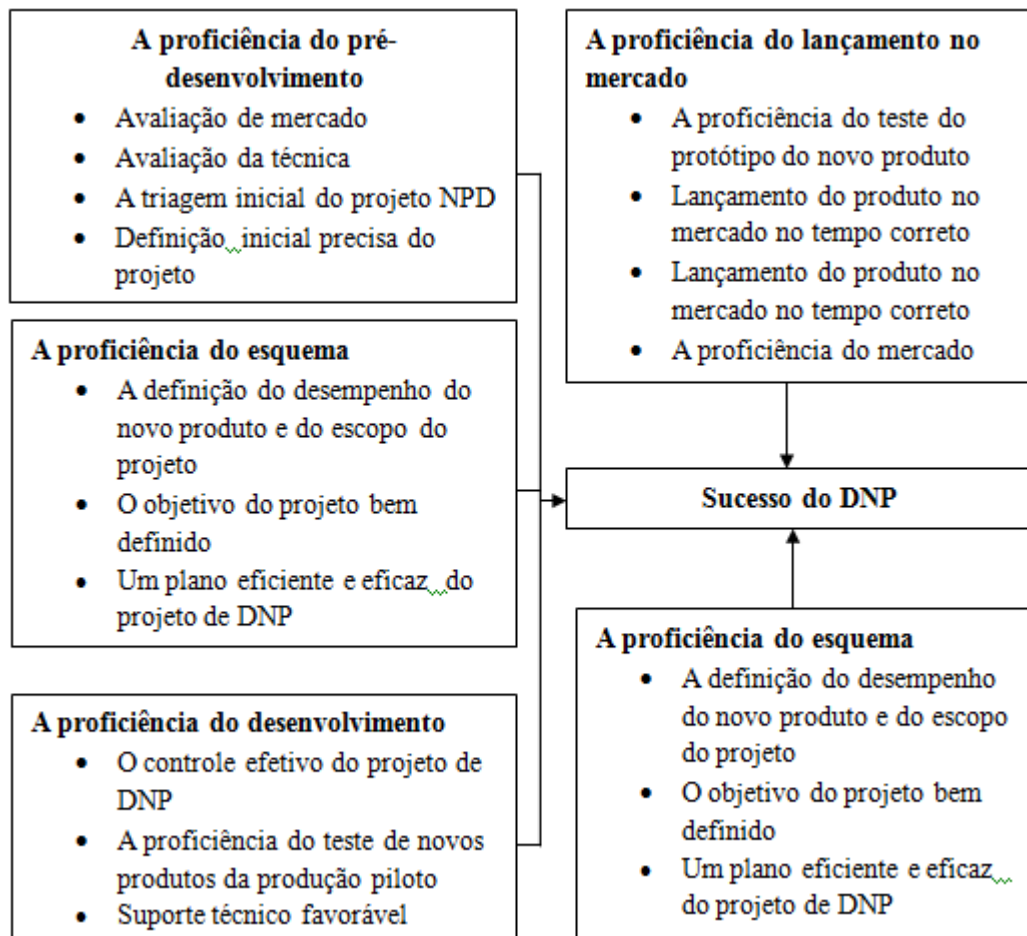 A proficiência do pré-
desenvolvimento
• Avaliação de mercado
• Avaliação da técnica
• A triagem inicial do projeto NPD
• Definição inicial precisa do
projeto
A proficiência do esquema
• A definição do desempenho do
novo produto e do escopo do
projeto
• O objetivo do projeto bem
definido
• Um plano eficiente e eficaz do
projeto de DNP
A proficiência do desenvolvimento
• O controle efetivo do projeto de
DNP
• A proficiência do teste de novos
produtos da produção piloto
• Suporte técnico favorável
A proficiência do lançamento no
mercado
• A proficiência do teste do
protótipo do novo produto
• Lançamento do produto no
mercado no tempo correto
• Lançamento do produto no
mercado no tempo correto
• A proficiência do mercado
Sucesso do DNP
A proficiência do esquema
• A definição do desempenho
do novo produto e do escopo
do projeto
• O objetivo do projeto bem
definido
• Um plano eficiente e eficaz
do projeto de DNP